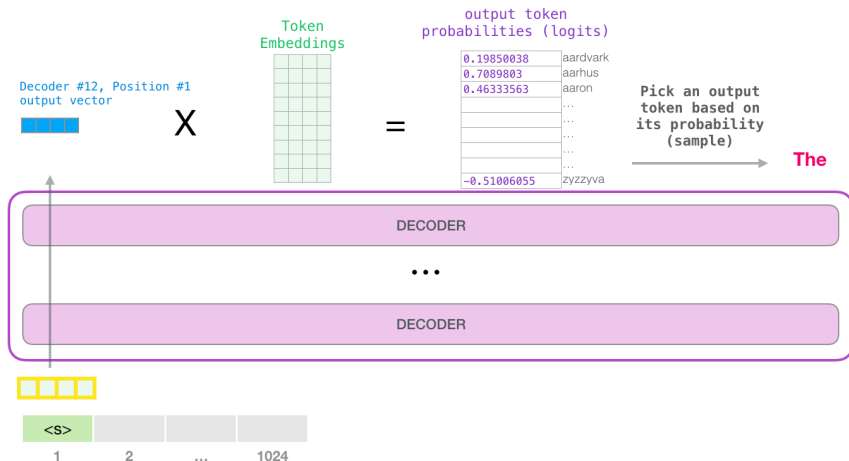 Token
Embeddings
output token
probabilities (logits)
Decoder #12, Position #1
output vector
X
=
0.19850038 aardvark
0.7089803 aarhus
0.46333563 aaron
...
...
...
...
...
−0.51006055 zyzzyva
Pick an output
token based on
its probability
(sample)
The
DECODER
...
DECODER
<s>
1 2 ... 1024